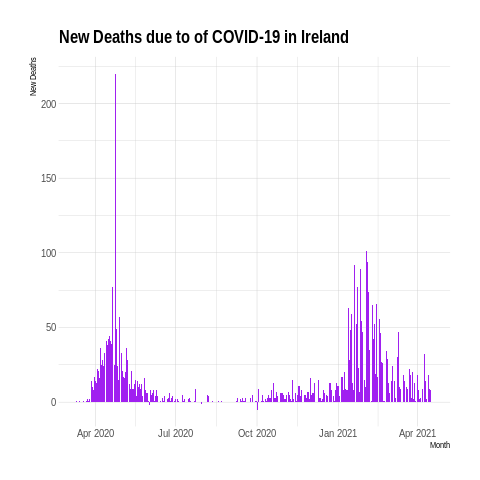 New Deaths due to of COVID-19 in Ireland
New Deaths
200
150
100
50
0
Apr 2020 Jul 2020 Oct 2020 Jan 2021 Apr 2021
Month